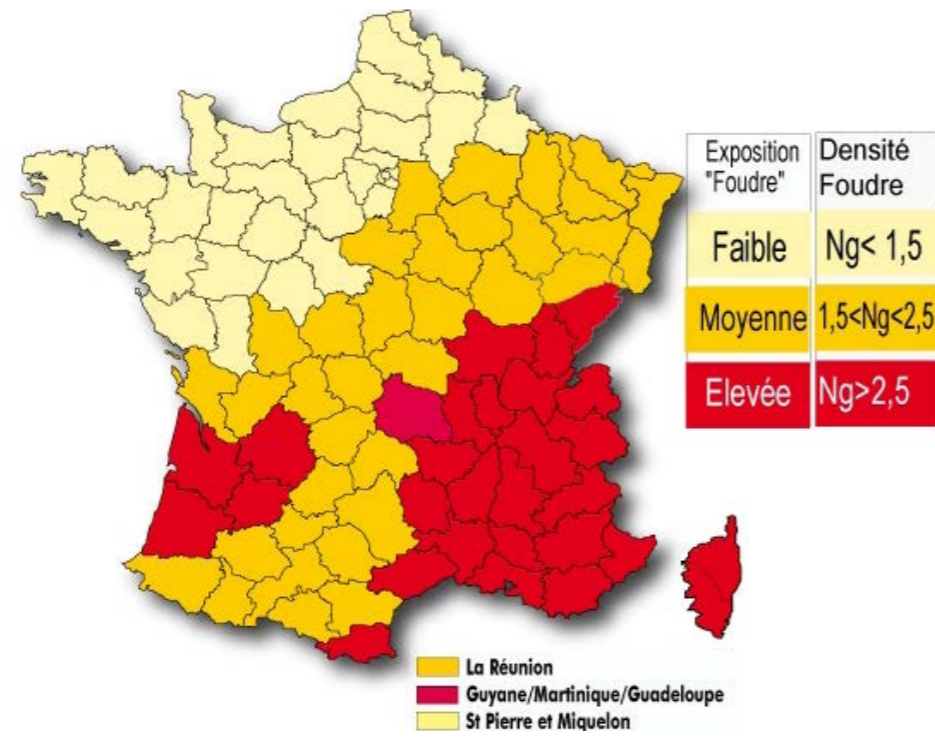 Exposition
"Foudre"
Densité
Foudre
Faible
Ng< 1,5
Moyenne
1,5<Ng<2,5
Elevée
Ng>2,5
La Réunion
Guyane/Martinique/Guadeloupe
St Pierre et Miquelon